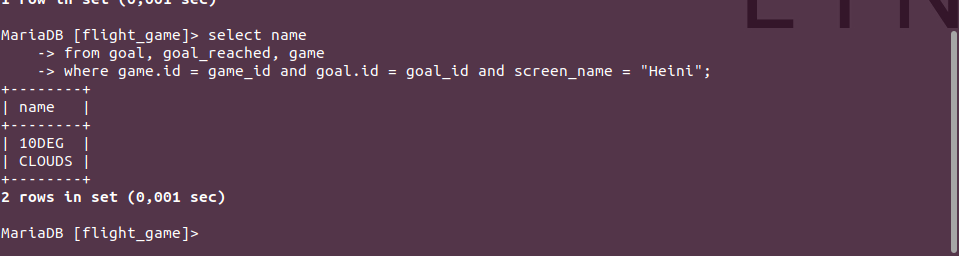 1 row in set (0,001 sec)
MariaDB [flight_game]> select name
    -> from goal, goal_reached, game
    -> where game.id = game_id and goal.id = goal_id and screen_name = "Heini";
+--------+
| name   |
+--------+
| 10DEG  |
| CLOUDS |
+--------+
2 rows in set (0,001 sec)
MariaDB [flight_game]>